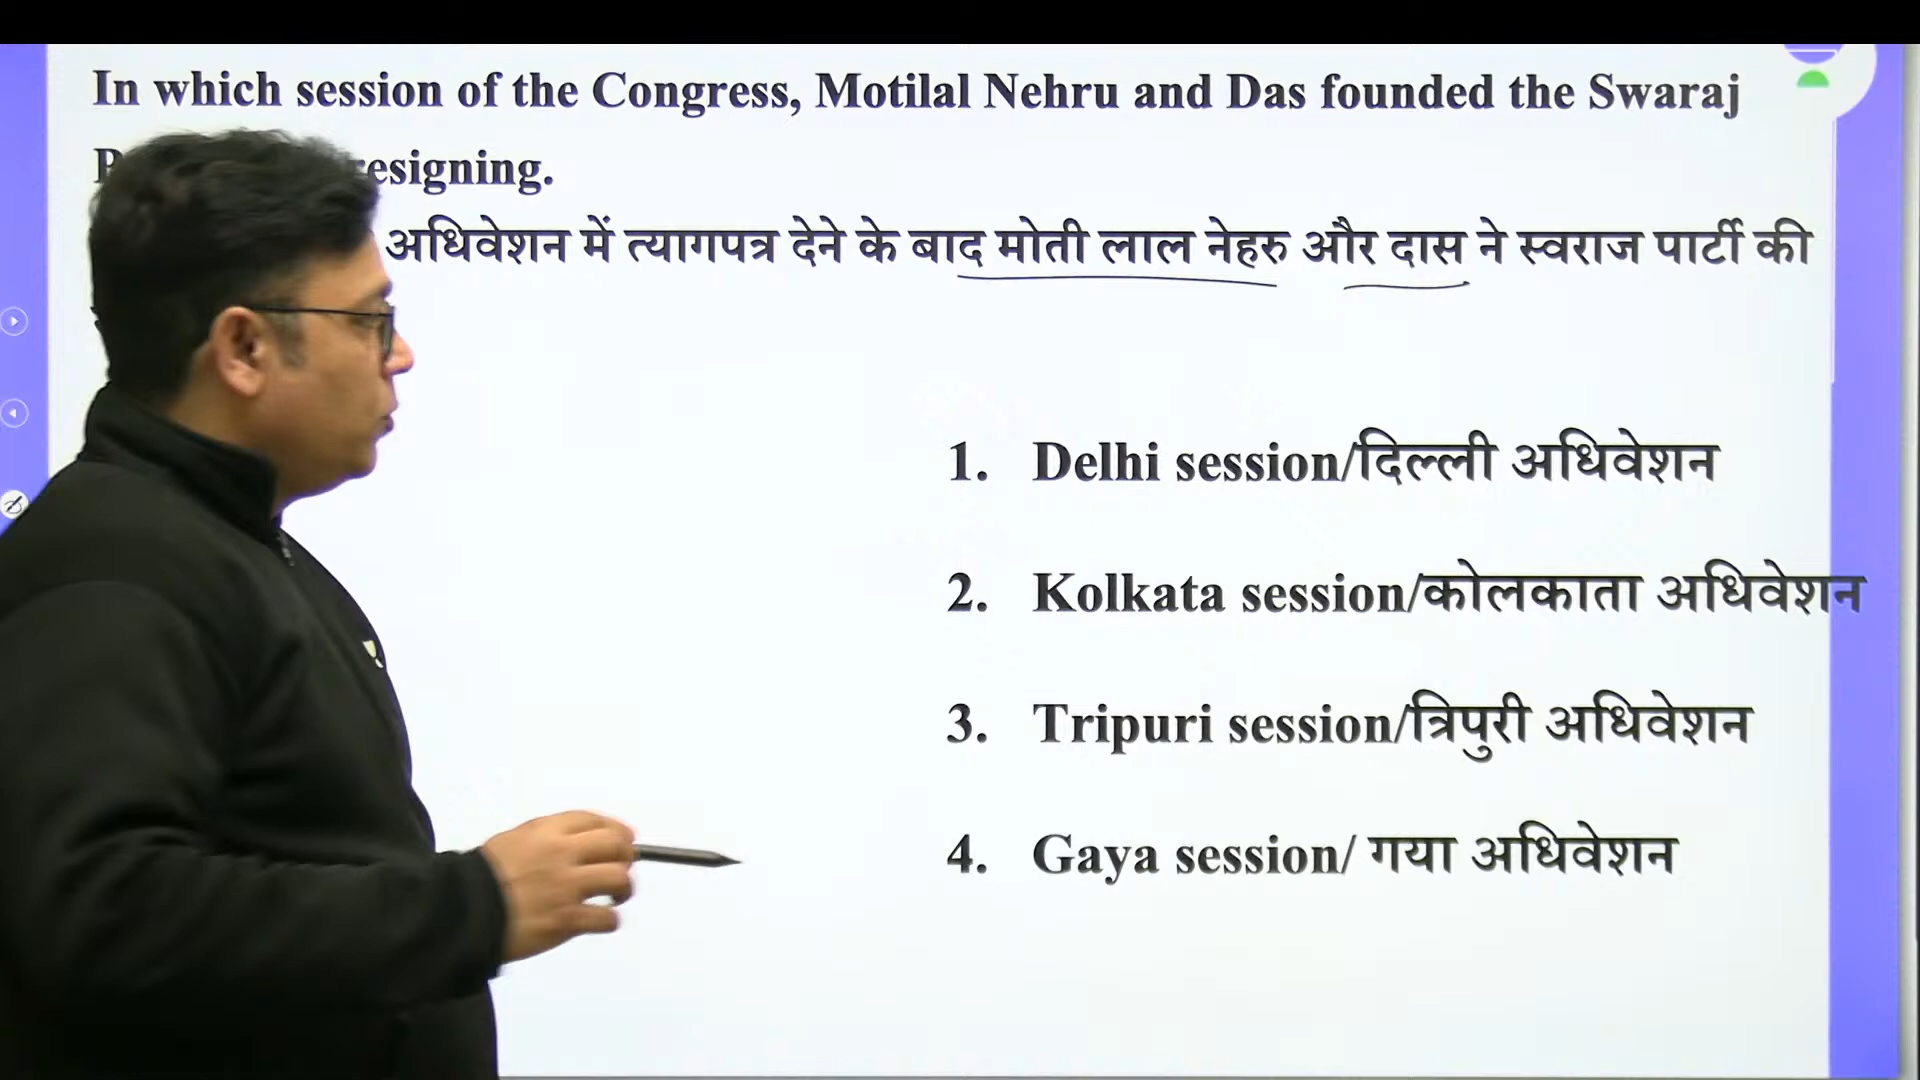 In which session of the Congress, Motilal Nehru and Das founded the Swaraj
esigning.
अधिवेशन में त्यागपत्र देने के बाद मोती लाल नेहरु और दास ने स्वराज पार्टी की
1. Delhi session/दिल्ली अधिवेशन
2. Kolkata session/कोलकाता अधिवेशन
3. Tripuri session/त्रिपुरी अधिवेशन
4. Gaya session/ गया अधिवेशन